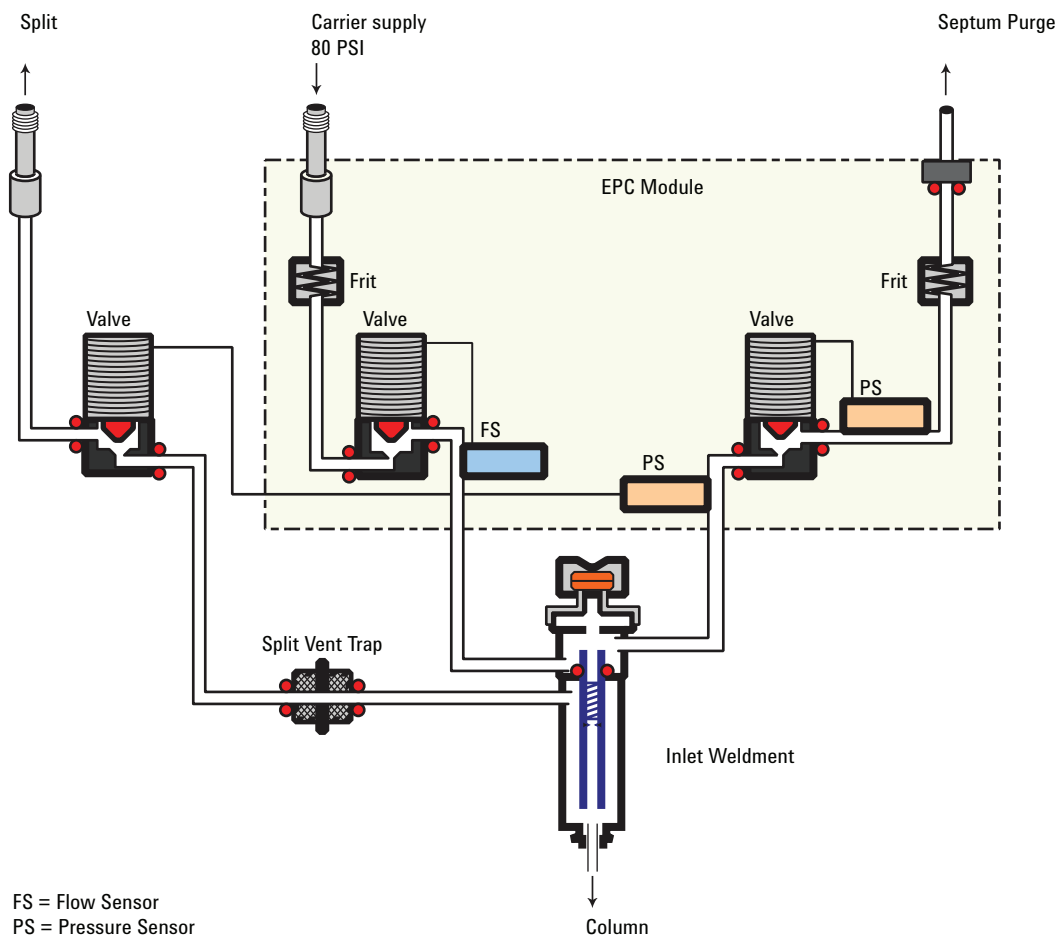 Split
Carrier supply
80 PSI
Septum Purge
EPC Module
Frit
Frit
Valve
Valve
Valve
PS
FS
PS
Split Vent Trap
Inlet Weldment
FS = Flow Sensor
PS = Pressure Sensor
Column